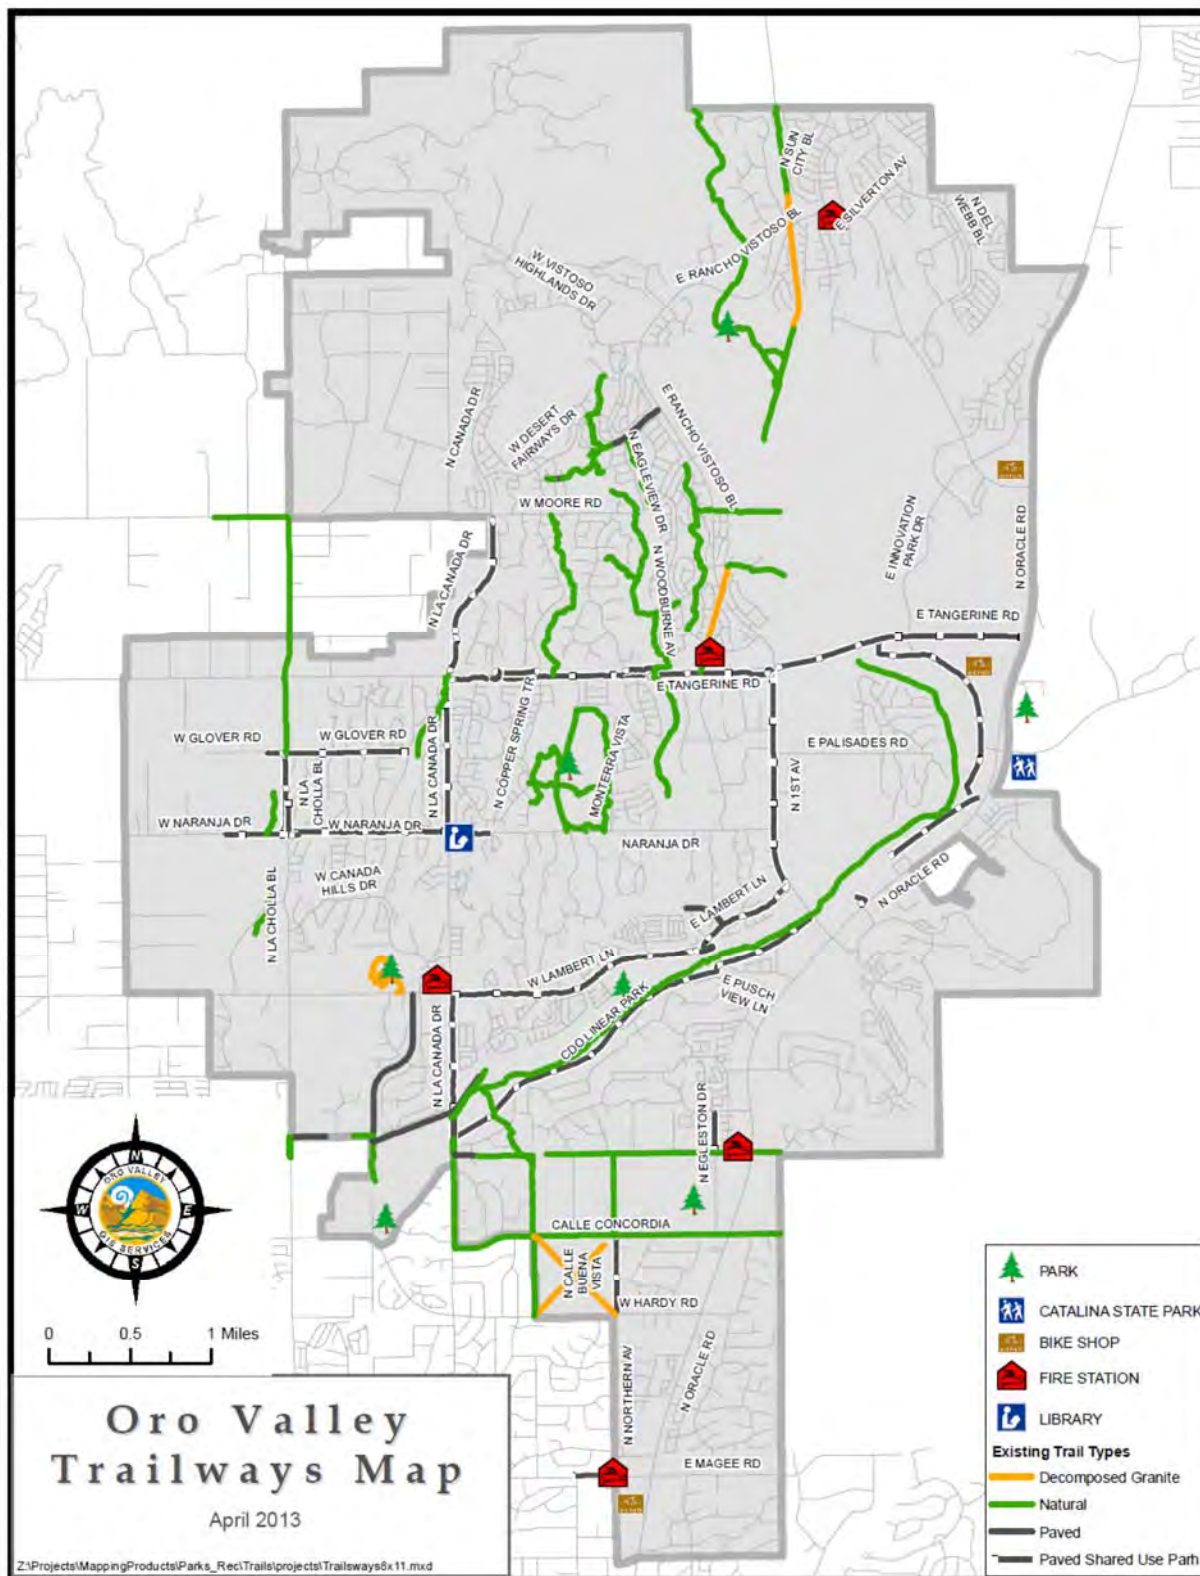 N SUN
CITY BL
E SILVERTON AV
N DEL
WEBB BL
E RANCHO VISTOSO BL
W VISTOSO
HIGHLANDS DR
N CANADA DR
W DESERT
FAIRWAYS DR
E RANCHO VISTOSO BL
N EAGLEVIEW DR
W MOORE RD
N LA CANADA DR
N WOODBURNE AV
E INNOVATION
PARK DR
N ORACLE RD
E TANGERINE RD
E TANGERINE RD
W GLOVER RD
W GLOVER RD
N LA
CHOLLA BL
N LA CANADA DR
N COPPER SPRING TR
MONTERRA VISTA
E PALISADES RD
N 1ST AV
W NARANJA DR
W NARANJA DR
NARANJA DR
W CANADA
HILLS DR
N LA CHOLLA BL
E LAMBERT LN
N ORACLE RD
W LAMBERT LN
E PUSCH
VIEW LN
CDO LINEAR PARK
N LA CANADA DR
N EGLESTON DR
CALLE CONCORDIA
N CALLE
BUENA
VISTA
W HARDY RD
N NORTHERN AV
N ORACLE RD
E MAGEE RD
N
W
E
S
ORO VALLEY
GIS SERVICES
0 0.5 1 Miles
Oro Valley
Trailways Map
April 2013
Z:\Projects\MappingProducts\Parks_Rec\Trails\projects\Trailsways8x11.mxd
PARK
CATALINA STATE PARK
BIKE SHOP
FIRE STATION
LIBRARY
Existing Trail Types
Decomposed Granite
Natural
Paved
Paved Shared Use Path